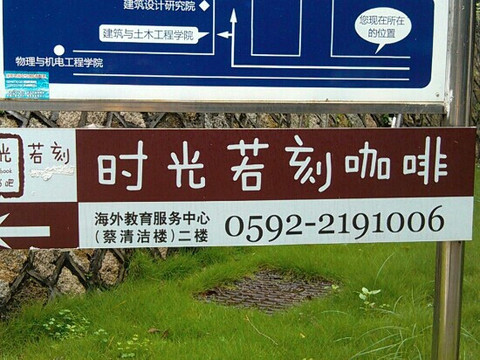 建筑设计研究院
您现在所在
的位置
建筑与土木工程学院
物理与机电工程学院
光 若刻
book
吧
时光若刻咖啡
海外教育服务中心
(蔡清洁楼)二楼
0592-2191006